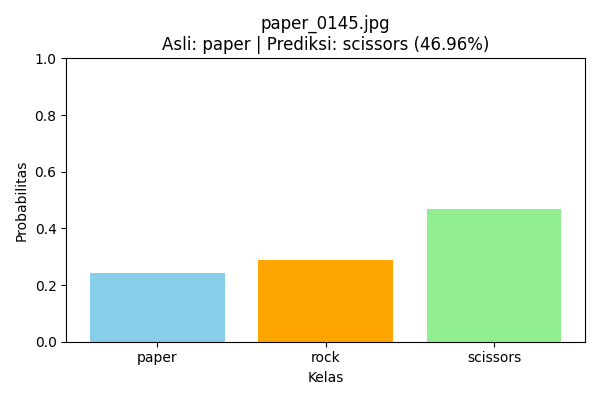 paper_0145.jpg
Asli: paper | Prediksi: scissors (46.96%)
1.0
0.8
0.6
0.4
0.2
0.0
Probabilitas
paper
rock
scissors
Kelas